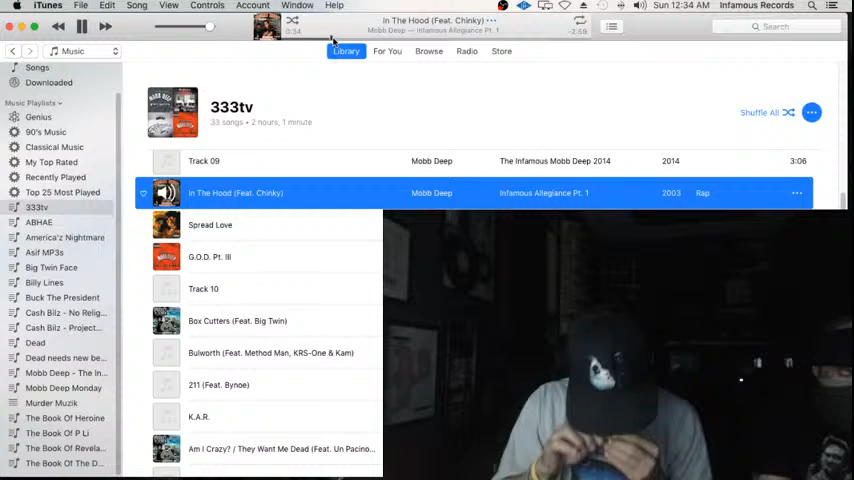 iTunes File Edit Song View Controls Account Window Help Sun 12:34 AM Infamous Records
In The Hood (Feat. Chinky) •••
0:34 Mobb Deep — Infamous Allegiance Pt. 1 -2:59
Search
Music
Library For You Browse Radio Store
Songs
Downloaded
Music Playlists
Genius
90's Music
Classical Music
My Top Rated
Recently Played
Top 25 Most Played
333tv
ABHAE
America'z Nightmare
Asif MP3s
Big Twin Face
Billy Lines
Buck The President
Cash Bilz - No Relig...
Cash Bilz - Project...
Dead
Dead needs new be...
Mobb Deep - The In...
Mobb Deep Monday
Murder Muzik
The Book Of Heroine
The Book Of P Li
The Book Of Revela...
The Book Of The D...
333tv
33 songs • 2 hours, 1 minute
Shuffle All
Track 09 Mobb Deep The Infamous Mobb Deep 2014 2014 3:06
In The Hood (Feat. Chinky) Mobb Deep Infamous Allegiance Pt. 1 2003 Rap •••
Spread Love
G.O.D. Pt. III
Track 10
Box Cutters (Feat. Big Twin)
Bulworth (Feat. Method Man, KRS-One & Kam)
211 (Feat. Bynoe)
K.A.R.
Am I Crazy? / They Want Me Dead (Feat. Un Pacino...